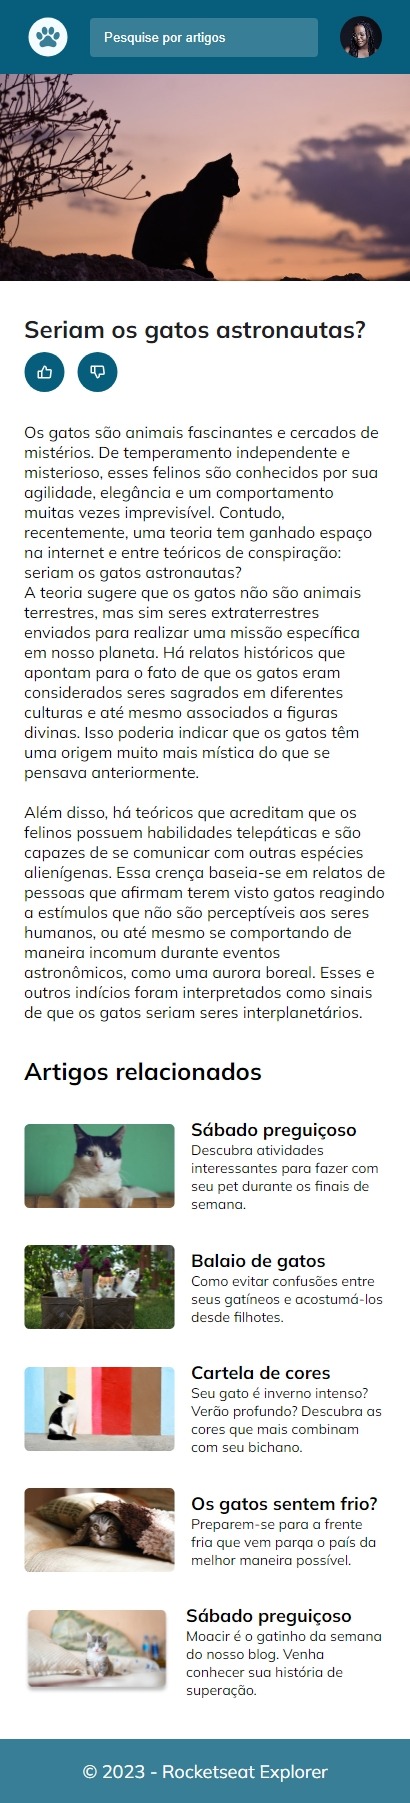 Pesquise por artigos
Seriam os gatos astronautas?
Os gatos são animais fascinantes e cercados de
mistérios. De temperamento independente e
misterioso, esses felinos são conhecidos por sua
agilidade, elegância e um comportamento
muitas vezes imprevisível. Contudo,
recentemente, uma teoria tem ganhado espaço
na internet e entre teóricos de conspiração:
seriam os gatos astronautas?
A teoria sugere que os gatos não são animais
terrestres, mas sim seres extraterrestres
enviados para realizar uma missão específica
em nosso planeta. Há relatos históricos que
apontam para o fato de que os gatos eram
considerados seres sagrados em diferentes
culturas e até mesmo associados a figuras
divinas. Isso poderia indicar que os gatos têm
uma origem muito mais mística do que se
pensava anteriormente.
Além disso, há teóricos que acreditam que os
felinos possuem habilidades telepáticas e são
capazes de se comunicar com outras espécies
alienígenas. Essa crença baseia-se em relatos de
pessoas que afirmam terem visto gatos reagindo
a estímulos que não são perceptíveis aos seres
humanos, ou até mesmo se comportando de
maneira incomum durante eventos
astronômicos, como uma aurora boreal. Esses e
outros indícios foram interpretados como sinais
de que os gatos seriam seres interplanetários.
Artigos relacionados
Sábado preguiçoso
Descubra atividades
interessantes para fazer com
seu pet durante os finais de
semana.
Balaio de gatos
Como evitar confusões entre
seus gatíneos e acostumá-los
desde filhotes.
Cartela de cores
Seu gato é inverno intenso?
Verão profundo? Descubra as
cores que mais combinam
com seu bichano.
Os gatos sentem frio?
Preparem-se para a frente
fria que vem parqa o país da
melhor maneira possível.
Sábado preguiçoso
Moacir é o gatinho da semana
do nosso blog. Venha
conhecer sua história de
superação.
© 2023 - Rocketseat Explorer